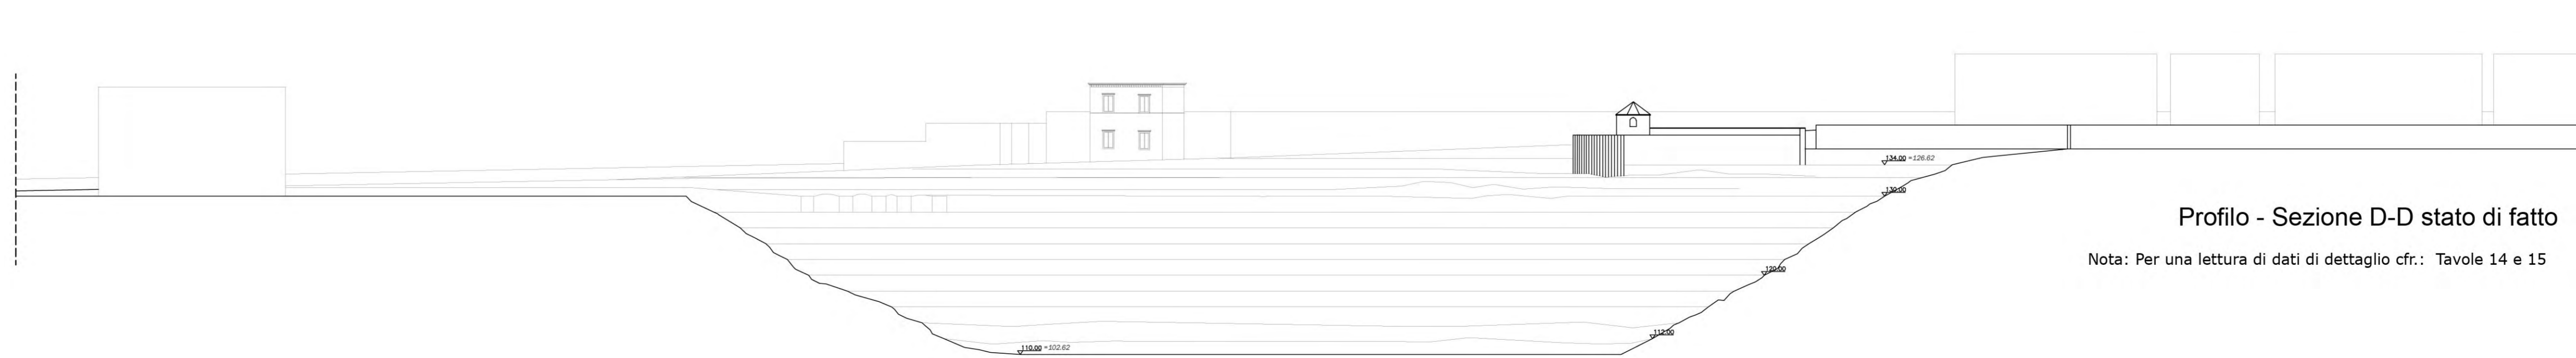 134.00 =126.62
130.00
Profilo - Sezione D-D stato di fatto
Nota: Per una lettura di dati di dettaglio cfr.: Tavole 14 e 15
120.00
112.00
110.00 =102.62